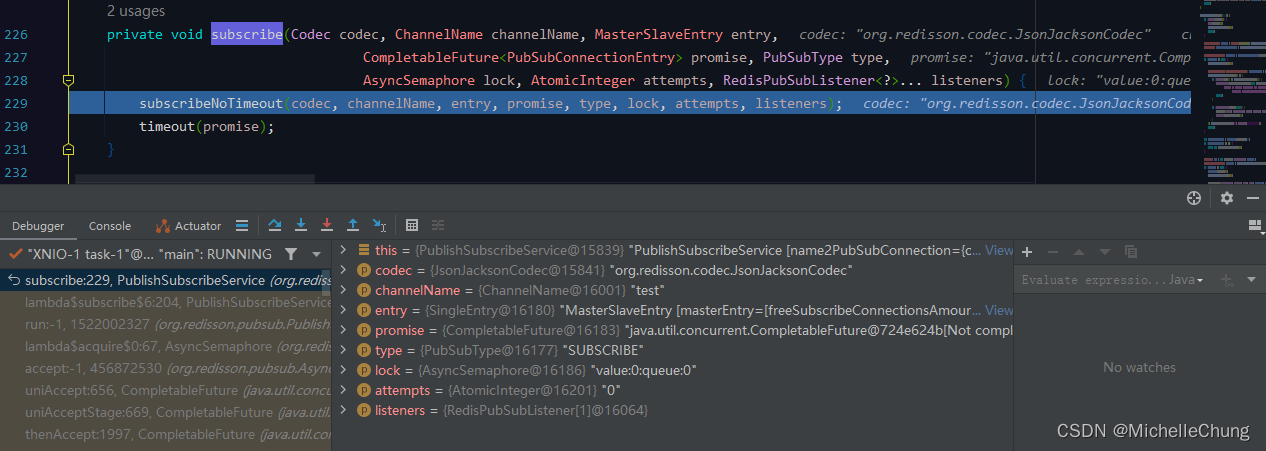 2 usages
226 private void subscribe(Codec codec, ChannelName channelName, MasterSlaveEntry entry, codec: "org.redisson.codec.JsonJacksonCodec"
227 CompletableFuture<PubSubConnectionEntry> promise, PubSubType type, promise: "java.util.concurrent.Comp
228 AsyncSemaphore lock, AtomicInteger attempts, RedisPubSubListener<?>... listeners) { lock: "value:0:que
229 subscribeNoTimeout(codec, channelName, entry, promise, type, lock, attempts, listeners); codec: "org.redisson.codec.JsonJacksonCod
230 timeout(promise);
231 }
232
Debugger Console Actuator
"XNIO-1 task-1"@... "main": RUNNING
subscribe:229, PublishSubscribeService (org.rediss
lambda$subscribe$6:204, PublishSubscribeS
run:-1, 1522002327 (org.redisson.pubsub.Publish
lambda$acquire$0:67, AsyncSemaphore (org.red
accept:-1, 456872530 (org.redisson.pubsub.Asyn
uniAccept:656, CompletableFuture (java.util.concu
uniAcceptStage:669, CompletableFuture (java.util
thenAccept:1997, CompletableFuture (java.util.con
this = {PublishSubscribeService@15839} "PublishSubscribeService [name2PubSubConnection={c... View
codec = {JsonJacksonCodec@15841} "org.redisson.codec.JsonJacksonCodec"
channelName = {ChannelName@16001} "test"
entry = {SingleEntry@16180} "MasterSlaveEntry [masterEntry=[freeSubscribeConnectionsAmour... View
promise = {CompletableFuture@16183} "java.util.concurrent.CompletableFuture@724e624b[Not compl
type = {PubSubType@16177} "SUBSCRIBE"
lock = {AsyncSemaphore@16186} "value:0:queue:0"
attempts = {AtomicInteger@16201} "0"
listeners = {RedisPubSubListener[1]@16064}
Evaluate expressio... Java
No watches
CSDN @MichelleChung